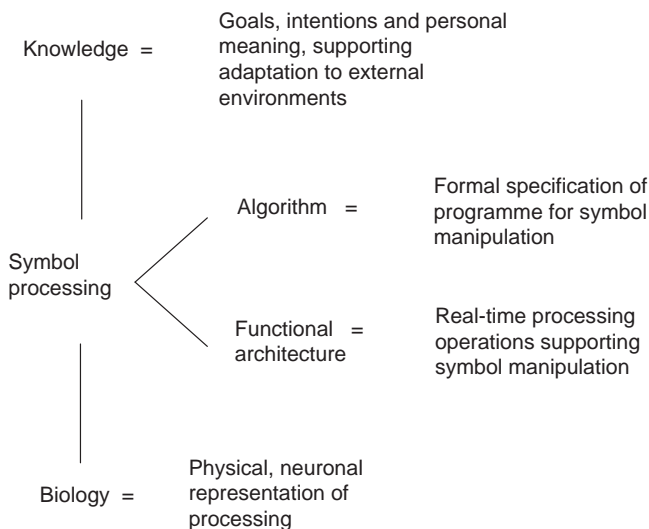 Knowledge =
Goals, intentions and personal
meaning, supporting
adaptation to external
environments
Algorithm =
Formal specification of
programme for symbol
manipulation
Symbol
processing
Functional =
architecture
Real-time processing
operations supporting
symbol manipulation
Biology =
Physical, neuronal
representation of
processing